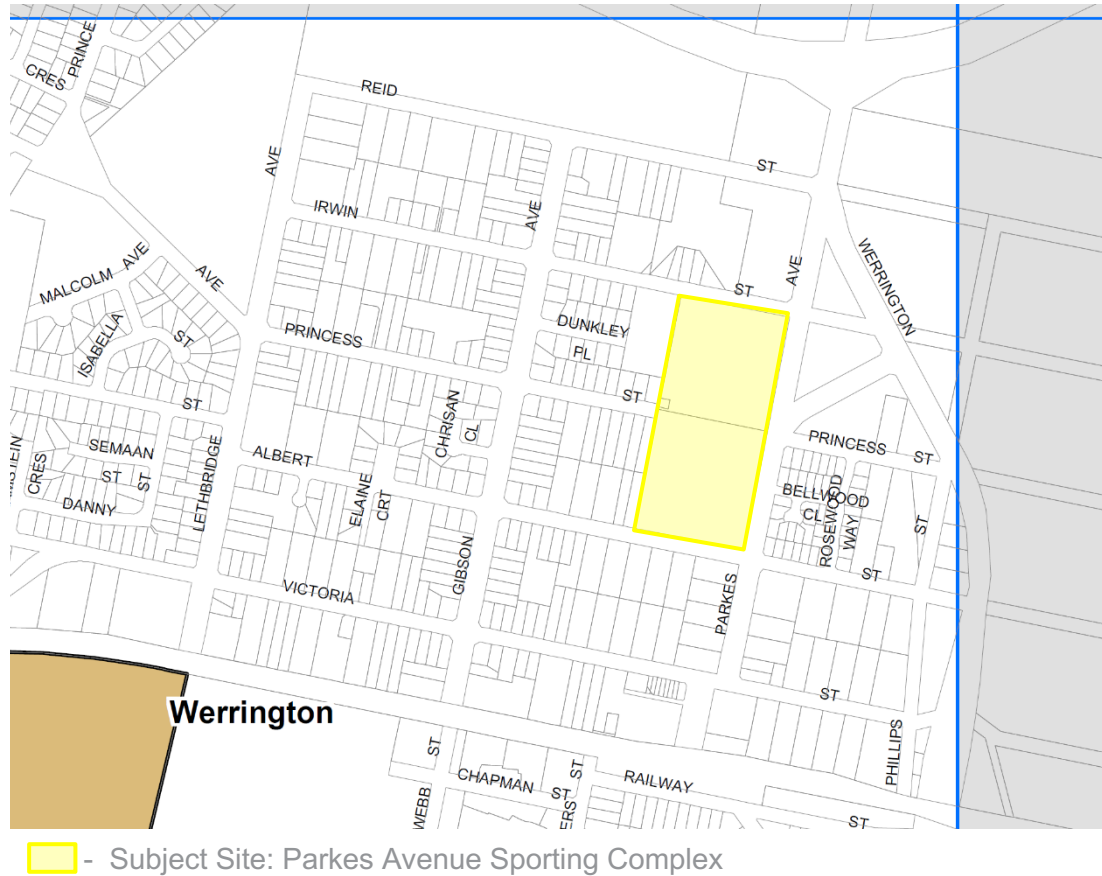 PRINCE
CRES
REID
ST
AVE
IRWIN
AVE
WERRINGTON
AVE
MALCOLM AVE
AVE
ST
DUNKLEY
PL
PRINCESS
ST
ISABELLA
ST
ST
CHRISAN
CL
PRINCESS
ST
SEMAAN
ST
ST
CRES
DANNY
LETHBRIDGE
ALBERT
ELAINE
CRT
BELLWOOD
CL
ROSEWOOD
WAY
ST
ST
GIBSON
VICTORIA
PARKES
ST
Werrington
PHILLIPS
ST
CHAPMAN
ST
ST
RAILWAY
WEBB
ST
- Subject Site: Parkes Avenue Sporting Complex